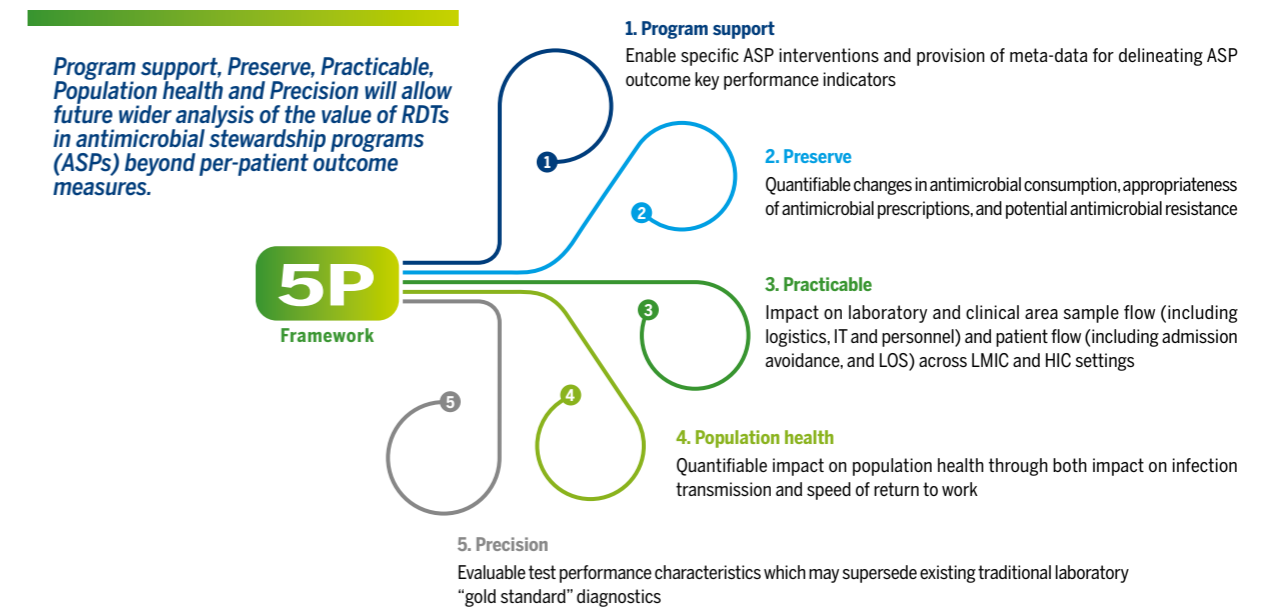 Program support, Preserve, Practicable,
Population health and Precision will allow
future wider analysis of the value of RDTs
in antimicrobial stewardship programs
(ASPs) beyond per-patient outcome
measures.
5P
Framework
1
2
3
4
5
1. Program support
Enable specific ASP interventions and provision of meta-data for delineating ASP
outcome key performance indicators
2. Preserve
Quantifiable changes in antimicrobial consumption, appropriateness
of antimicrobial prescriptions, and potential antimicrobial resistance
3. Practicable
Impact on laboratory and clinical area sample flow (including
logistics, IT and personnel) and patient flow (including admission
avoidance, and LOS) across LMIC and HIC settings
4. Population health
Quantifiable impact on population health through both impact on infection
transmission and speed of return to work
5. Precision
Evaluable test performance characteristics which may supersede existing traditional laboratory
“gold standard” diagnostics